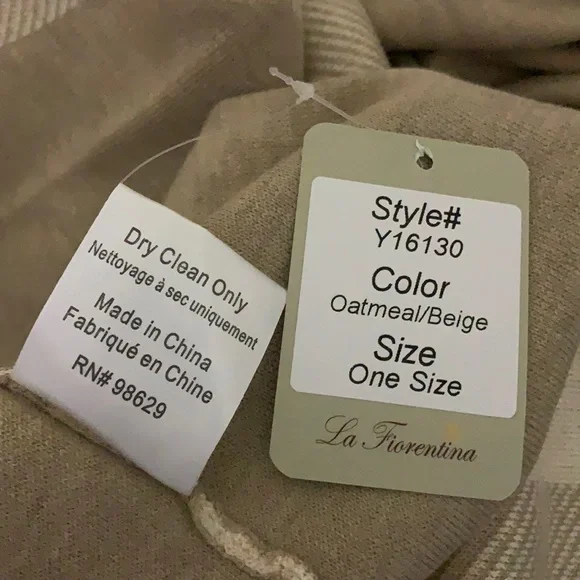 Dry Clean Only
Nettoyage à sec uniquement
Made in China
Fabriqué en Chine
RN# 98629
Style#
Y16130
Color
Oatmeal/Beige
Size
One Size
La Fiorentina